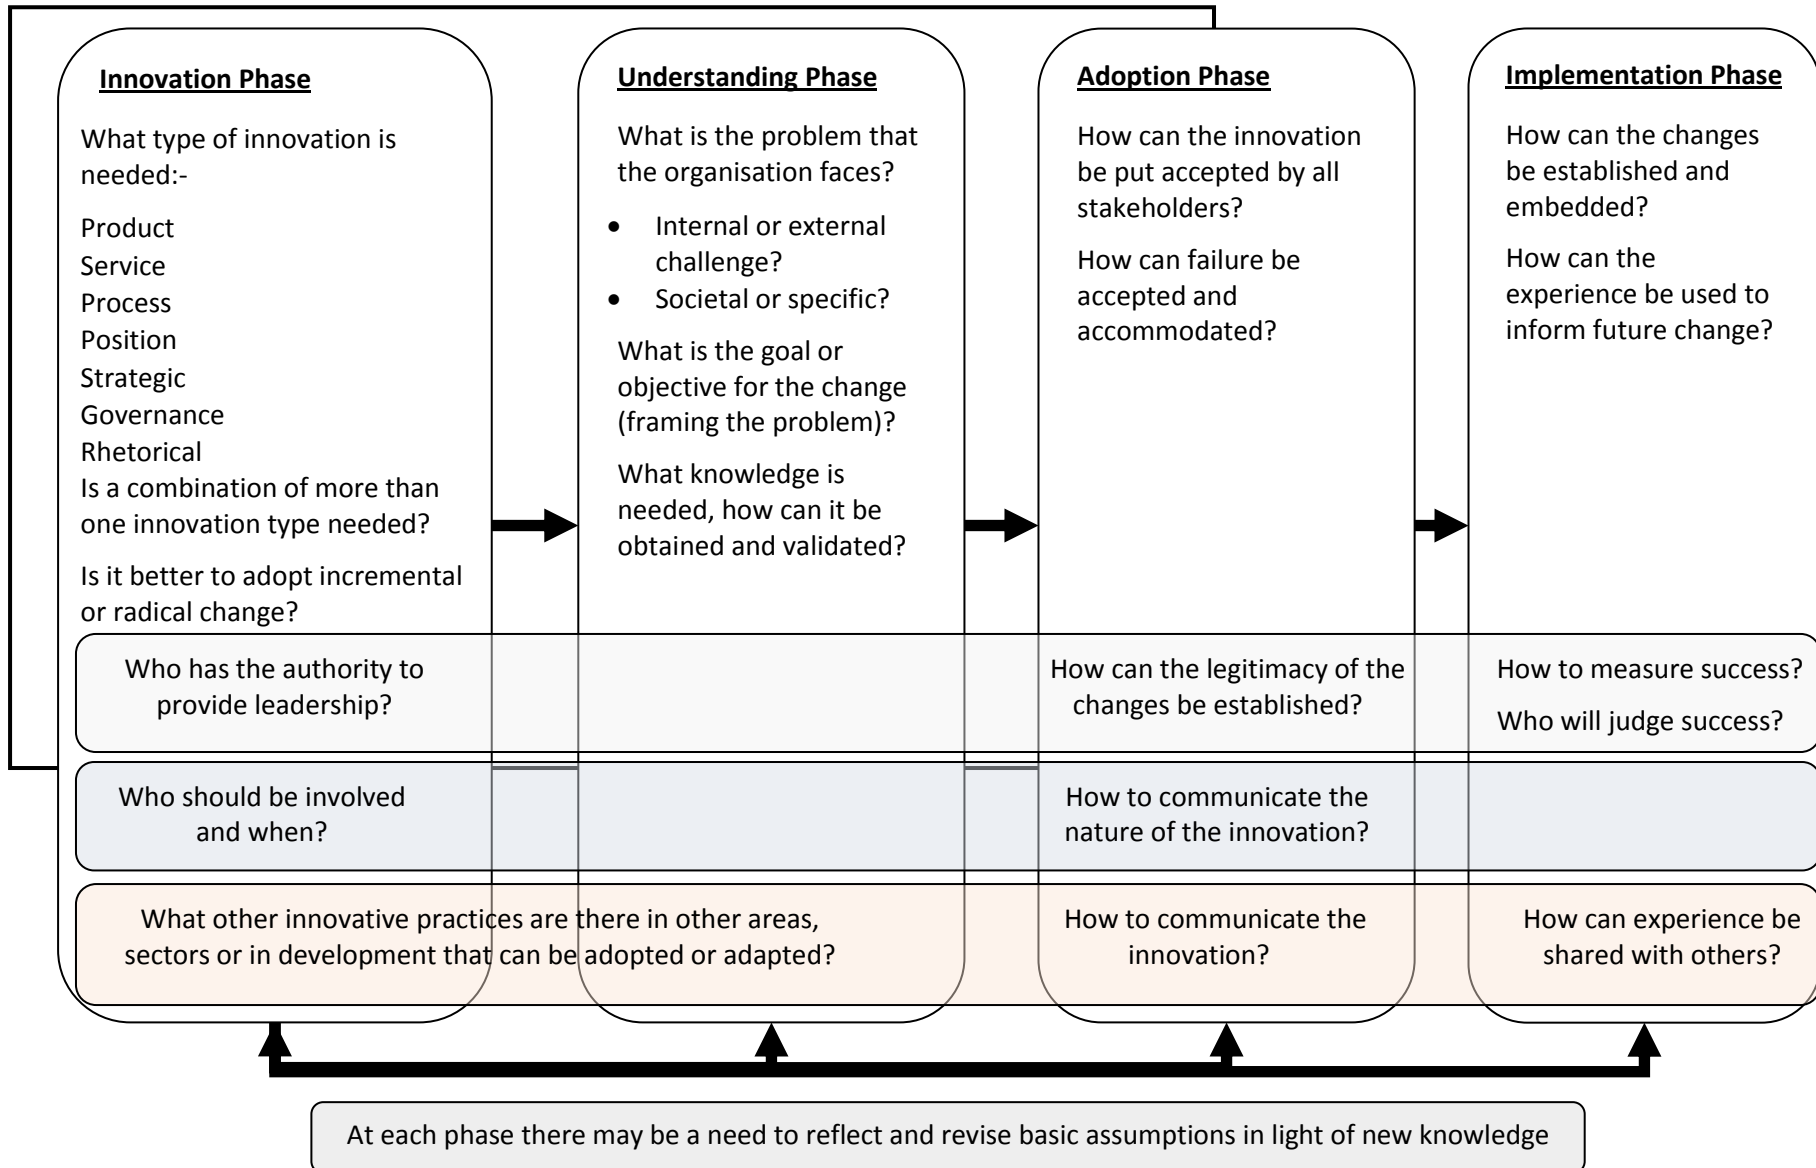 Innovation Phase
What type of innovation is
needed:-
Product
Service
Process
Position
Strategic
Governance
Rhetorical
Is a combination of more than
one innovation type needed?
Is it better to adopt incremental
or radical change?
Understanding Phase
What is the problem that
the organisation faces?
• Internal or external
challenge?
• Societal or specific?
What is the goal or
objective for the change
(framing the problem)?
What knowledge is
needed, how can it be
obtained and validated?
Adoption Phase
How can the innovation
be put accepted by all
stakeholders?
How can failure be
accepted and
accommodated?
Implementation Phase
How can the changes
be established and
embedded?
How can the
experience be used to
inform future change?
Who has the authority to
provide leadership?
How can the legitimacy of the
changes be established?
How to measure success?
Who will judge success?
Who should be involved
and when?
How to communicate the
nature of the innovation?
What other innovative practices are there in other areas,
sectors or in development that can be adopted or adapted?
How to communicate the
innovation?
How can experience be
shared with others?
At each phase there may be a need to reflect and revise basic assumptions in light of new knowledge